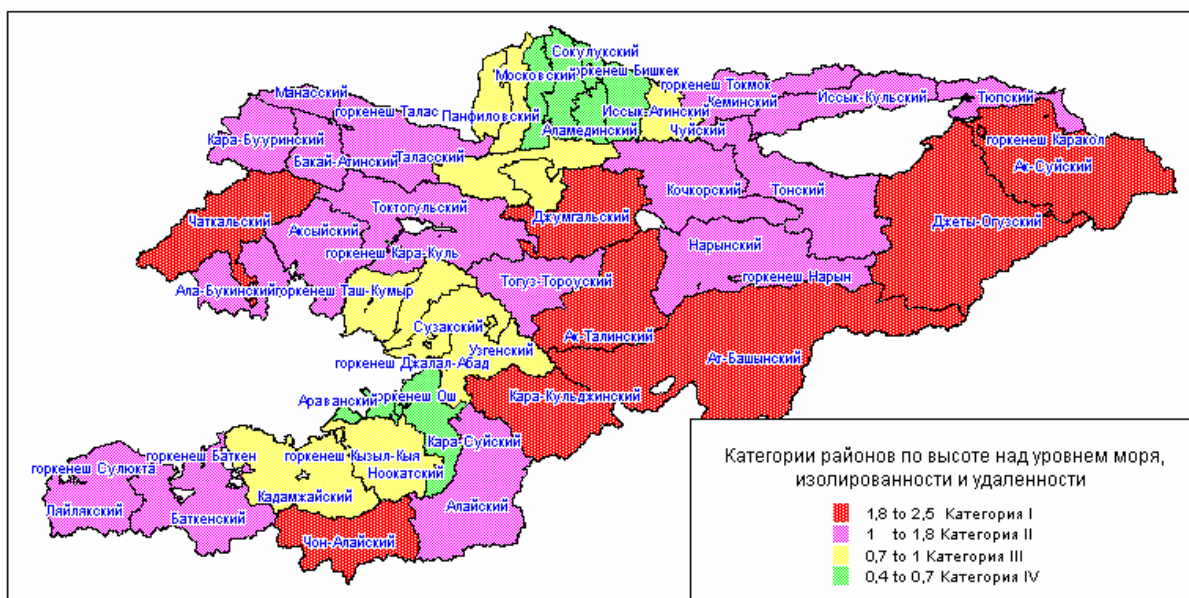 Сокулукский
Московский
горкенеш Бишкек
горкенеш Токмок
Манасский
Иссык-Кульский
Тюпский
горкенеш Талас
Панфиловский
Иссык-Атинский
Кеминский
Кара-Бууринский
Аламединский
Чуйский
горкенеш Каракол
Бакай-Атинский
Таласский
Ак-Суйский
Кочкорский
Тонский
Чаткальский
Токтогульский
Джумгальский
Джеты-Огузский
Аксыйский
Нарынский
горкенеш Кара-Куль
горкенеш Нарын
Ала-Букинский
горкенеш Таш-Кумыр
Тогуз-Тороуский
Сузакский
Ак-Талинский
Узгенский
Ат-Башынский
горкенеш Джалал-Абад
Араванский
горкенеш Ош
Кара-Кульджинский
Кара-Суйский
горкенеш Баткен
горкенеш Кызыл-Кыя
горкенеш Сулюкта
Ноокатский
Кадамжайский
Ляйлякский
Баткенский
Алайский
Чон-Алайский
Категории районов по высоте над уровнем моря,
изолированности и удаленности
1,8 to 2,5 Категория I
1 to 1,8 Категория II
0,7 to 1 Категория III
0,4 to 0,7 Категория IV